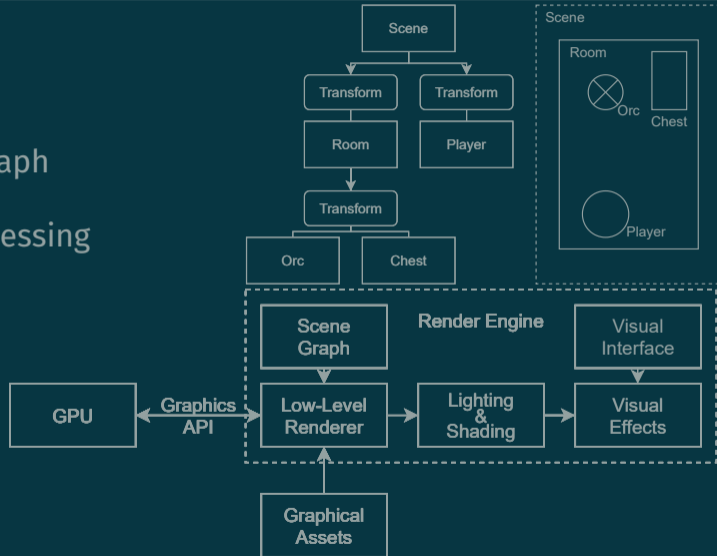 aph
essing
Scene
Transform
Transform
Room
Player
Transform
Orc
Chest
Scene
Room
Orc
Chest
Player
Scene
Graph
Render Engine
Visual
Interface
GPU
Graphics
API
Low-Level
Renderer
Lighting
&
Shading
Visual
Effects
Graphical
Assets